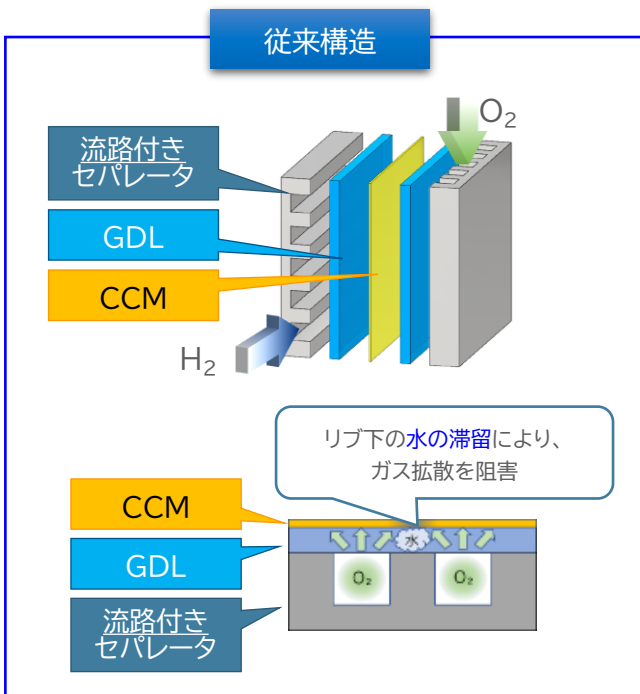 従来構造
O₂
流路付き
セパレータ
GDL
CCM
H₂
リブ下の水の滞留により、
ガス拡散を阻害
CCM
水
GDL
O₂ O₂
流路付き
セパレータ